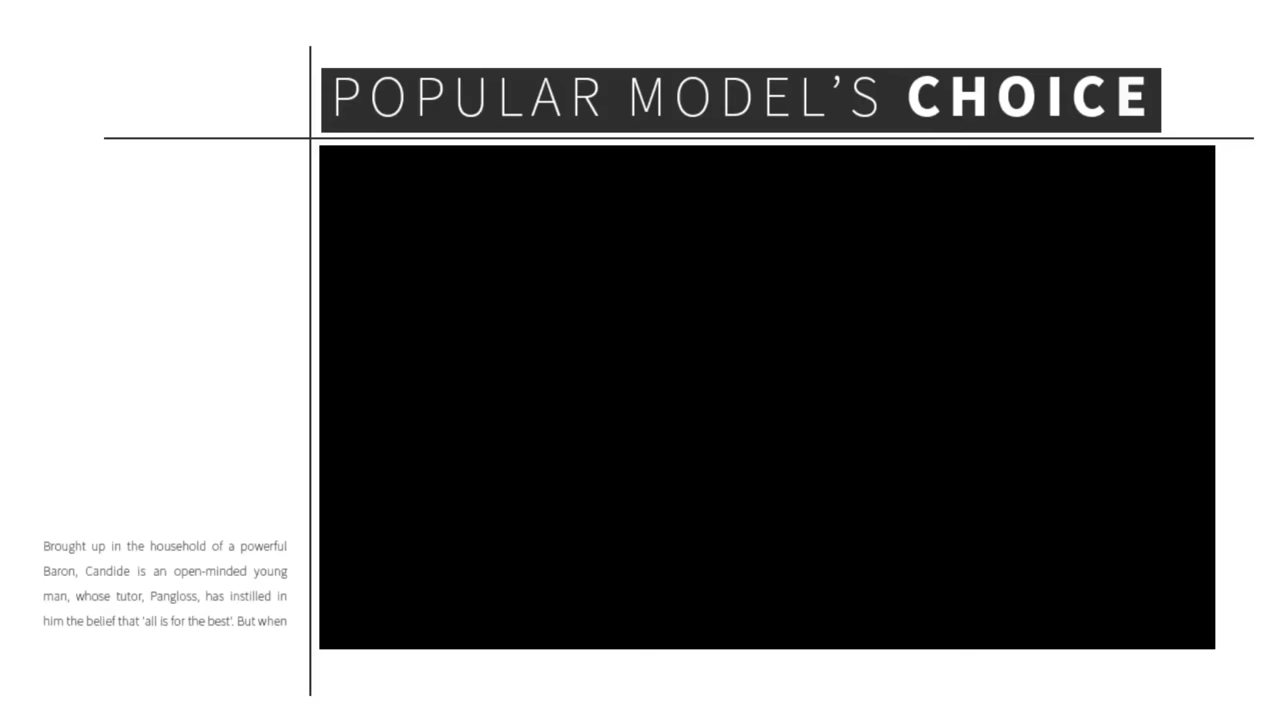 POPULAR MODEL’S CHOICE
Brought up in the household of a powerful
Baron, Candide is an open-minded young
man, whose tutor, Pangloss, has instilled in
him the belief that 'all is for the best'. But when